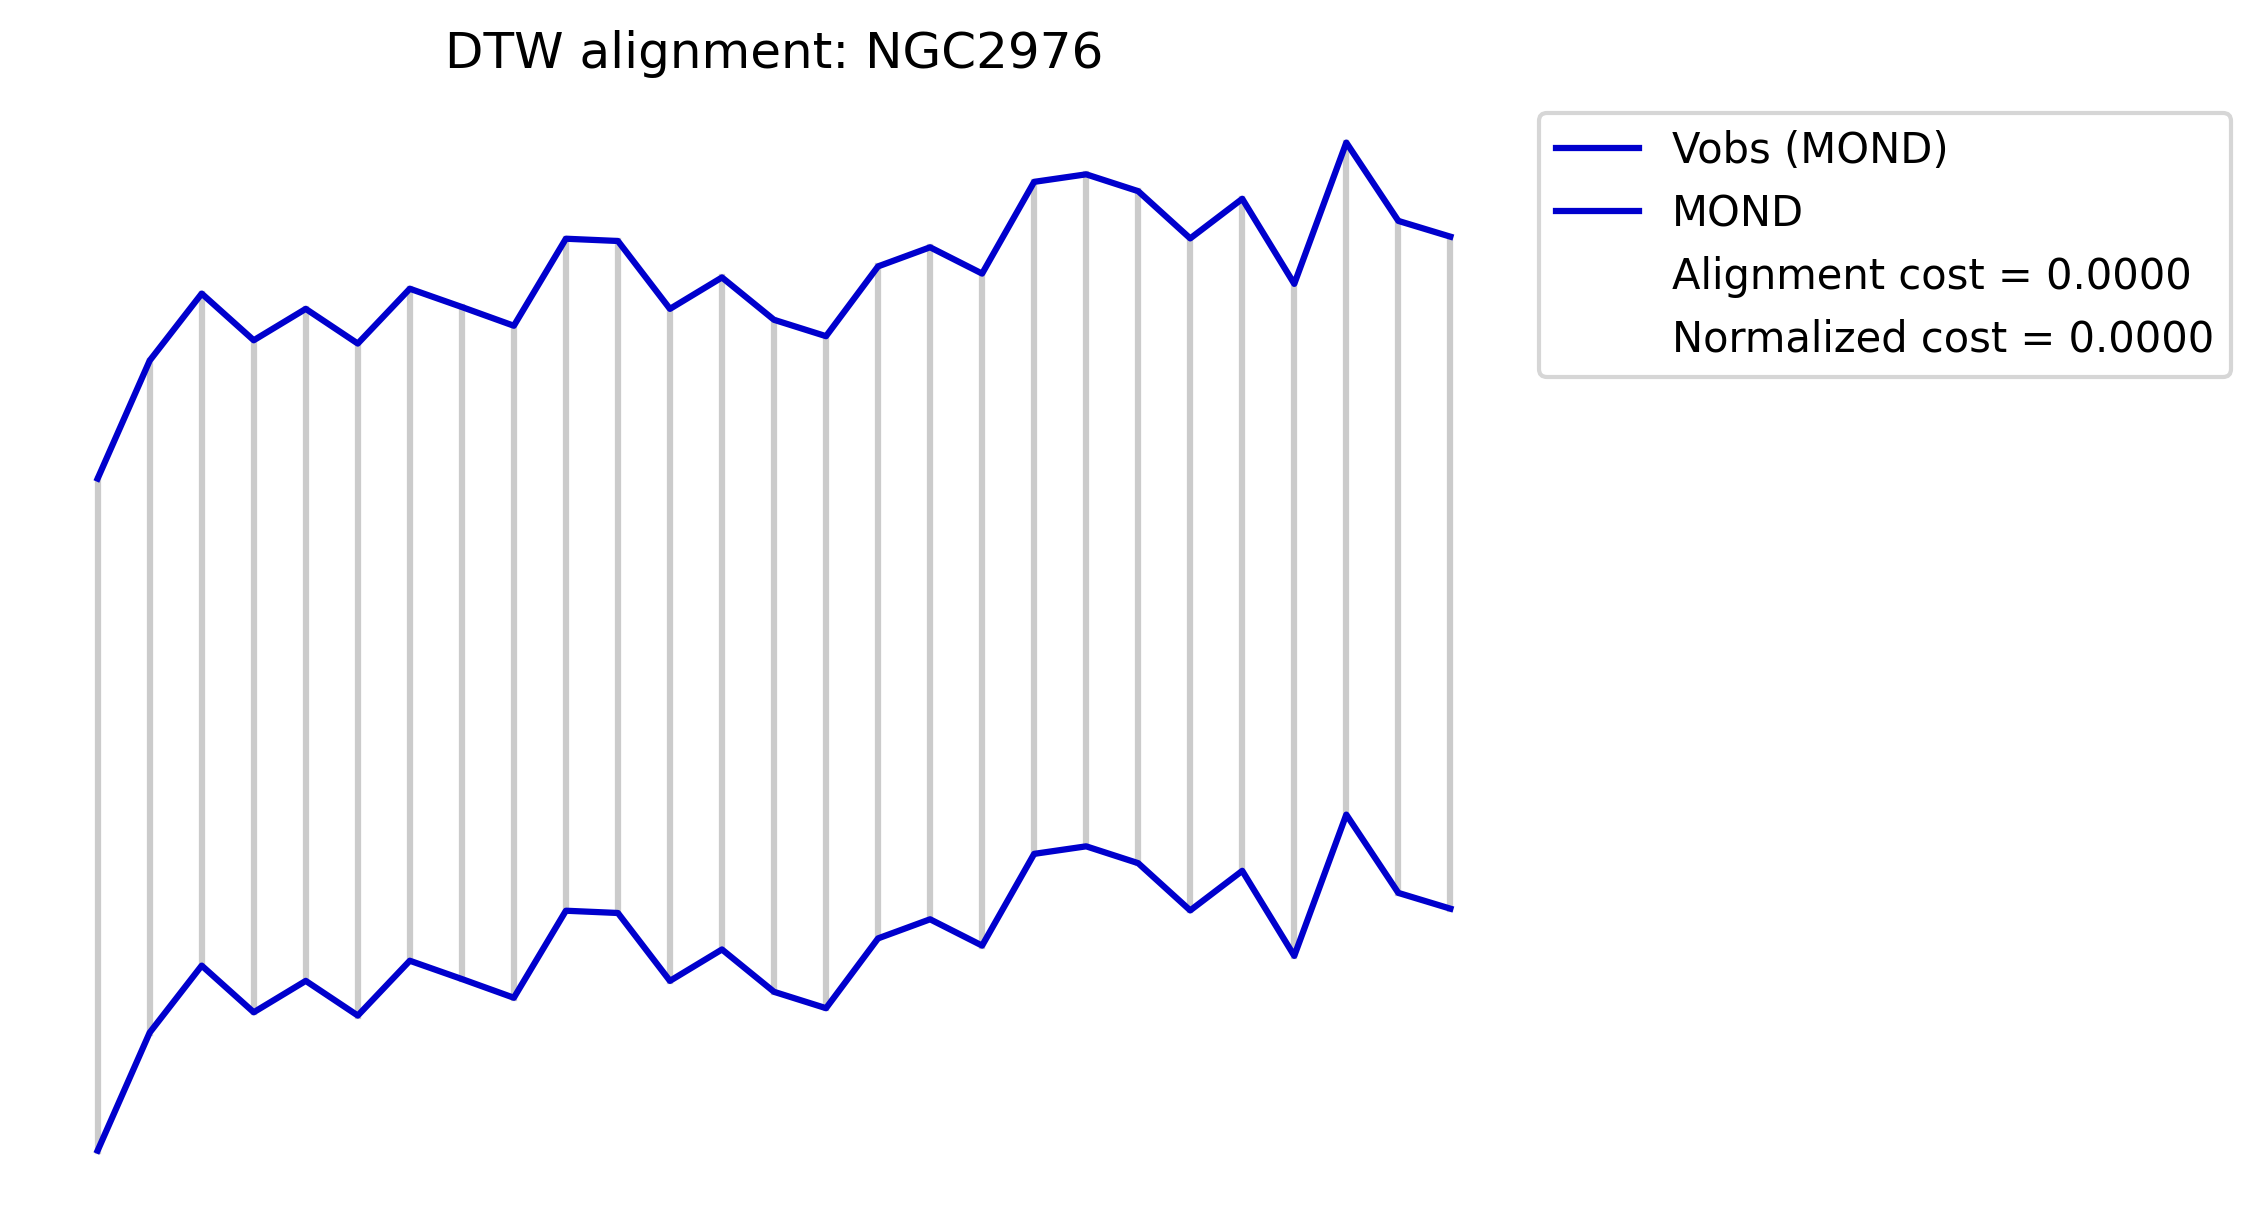 DTW alignment: NGC2976
Vobs (MOND)
MOND
Alignment cost = 0.0000
Normalized cost = 0.0000